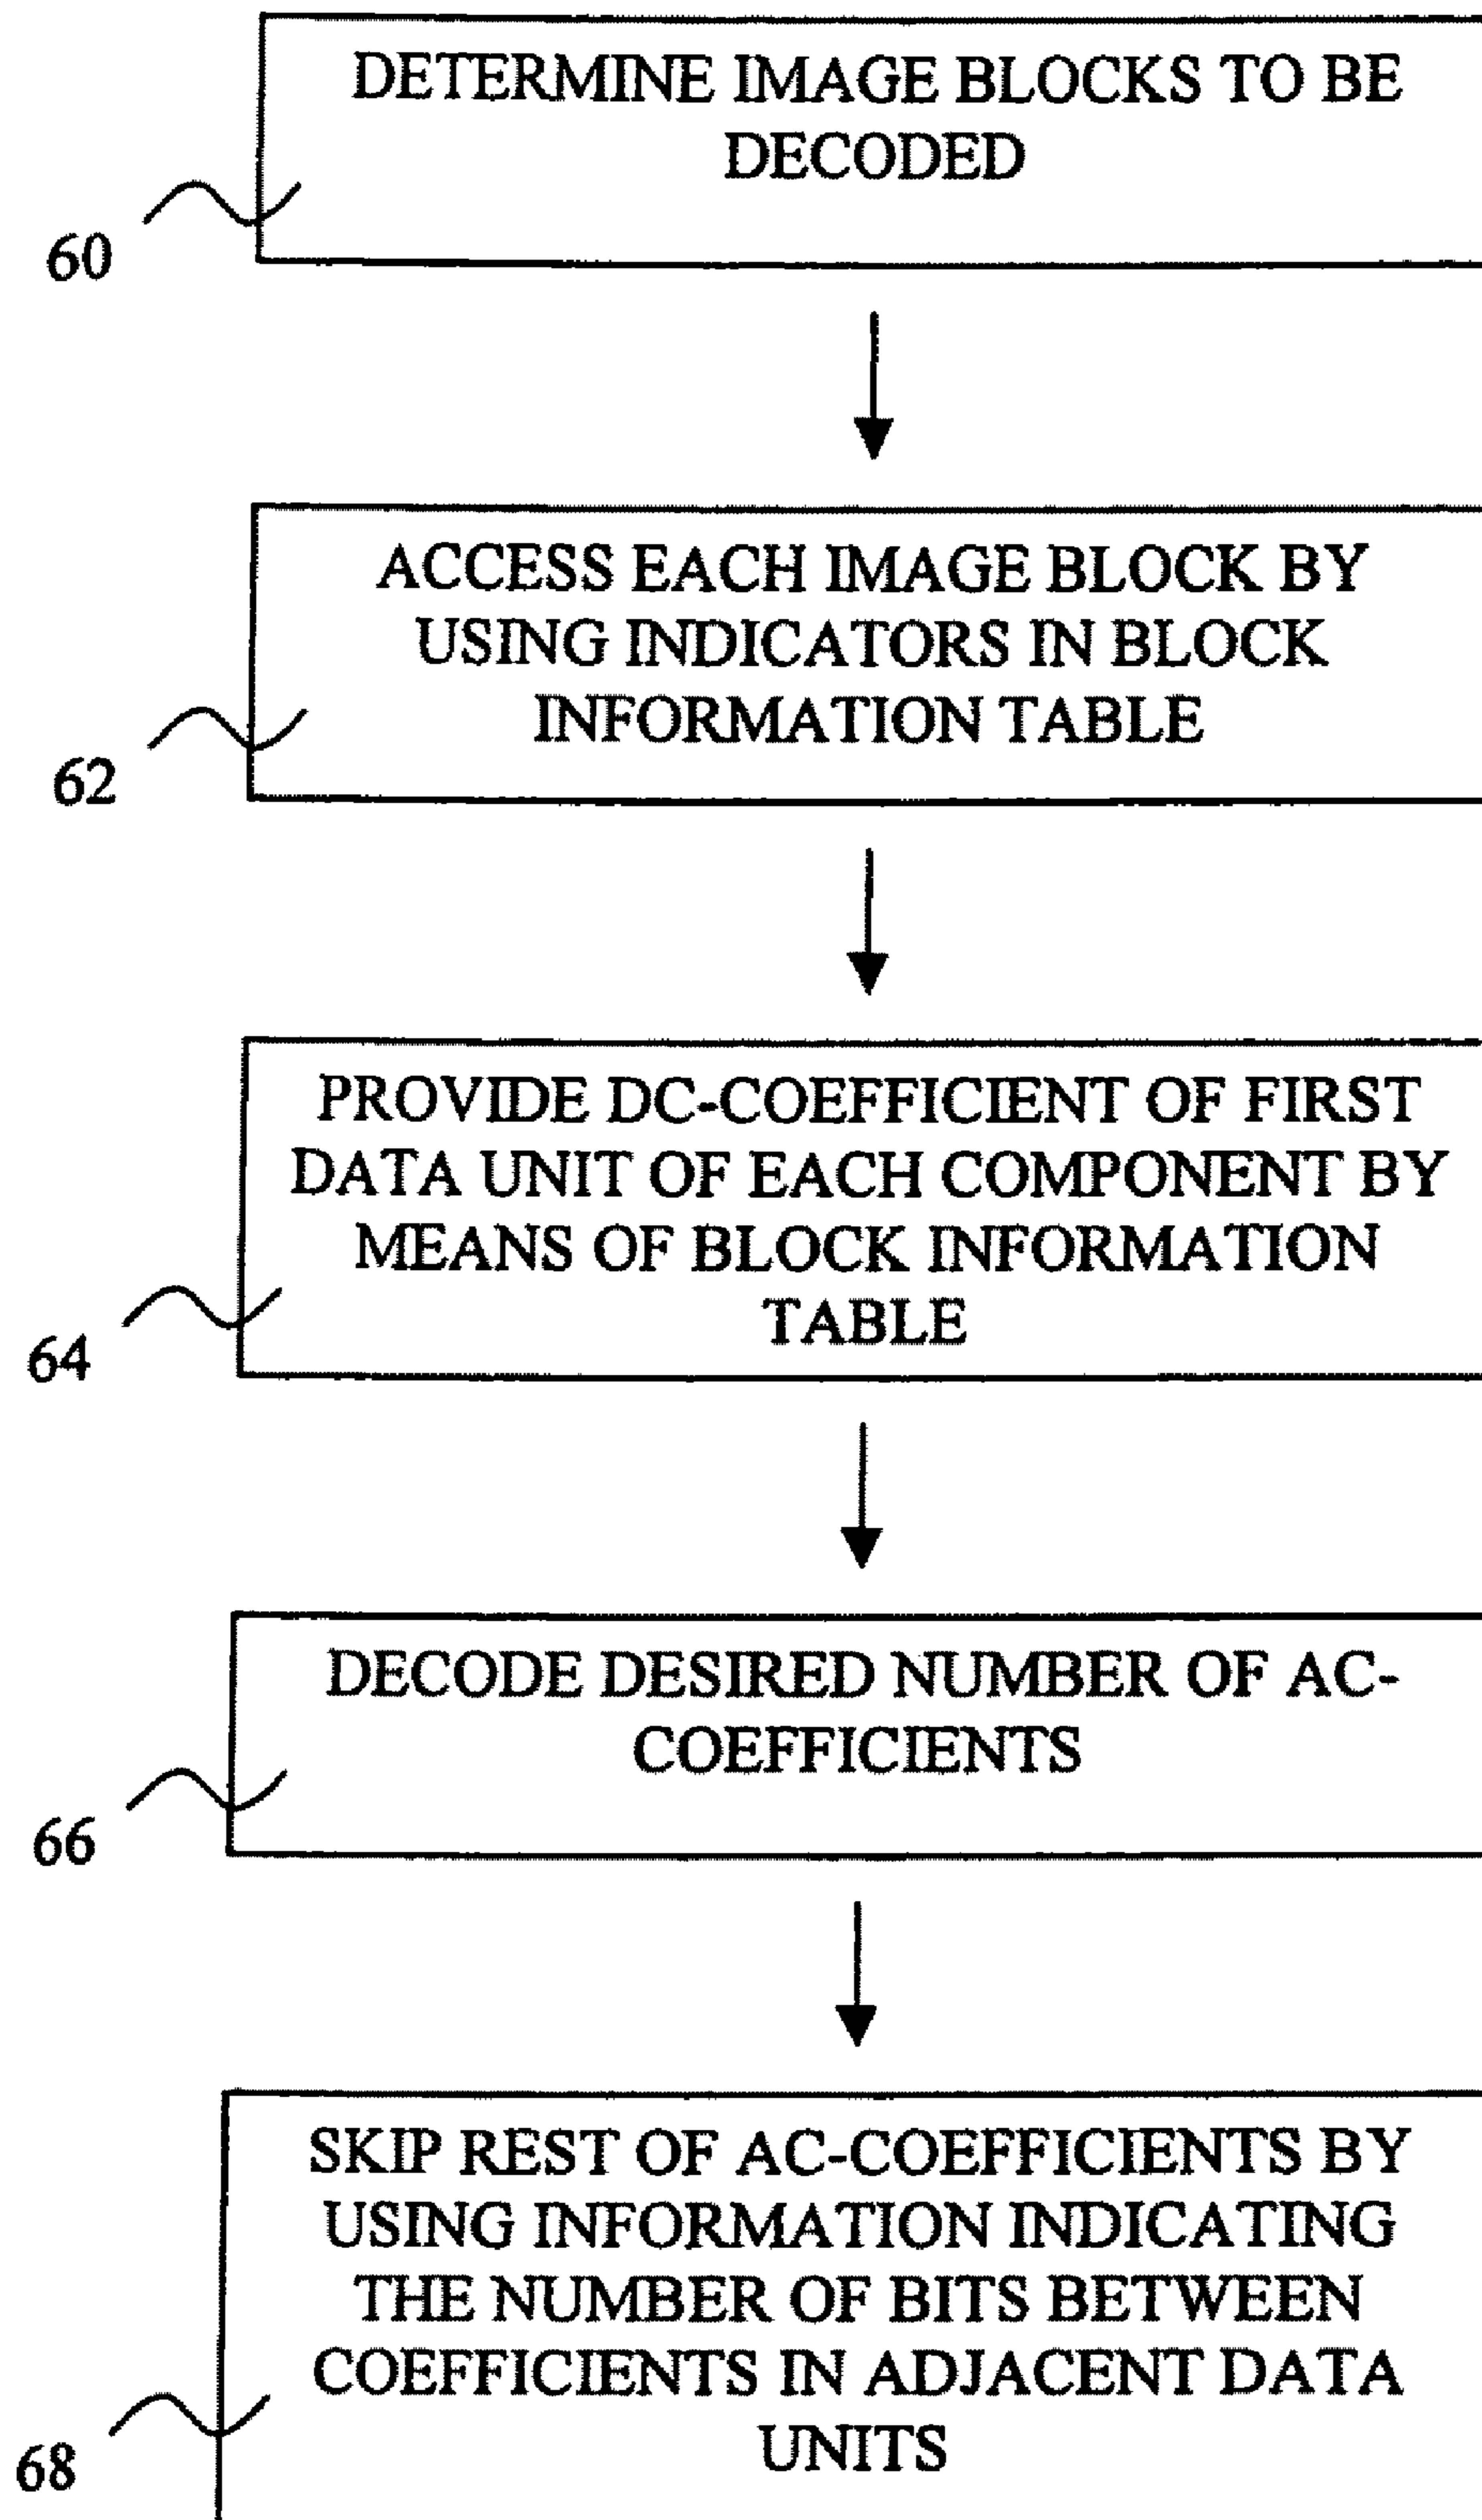 DETERMINE IMAGE BLOCKS TO BE
DECODED
60
ACCESS EACH IMAGE BLOCK BY
USING INDICATORS IN BLOCK
INFORMATION TABLE
62
PROVIDE DC-COEFFICIENT OF FIRST
DATA UNIT OF EACH COMPONENT BY
MEANS OF BLOCK INFORMATION
TABLE
64
DECODE DESIRED NUMBER OF AC-
COEFFICIENTS
66
SKIP REST OF AC-COEFFICIENTS BY
USING INFORMATION INDICATING
THE NUMBER OF BITS BETWEEN
COEFFICIENTS IN ADJACENT DATA
UNITS
68